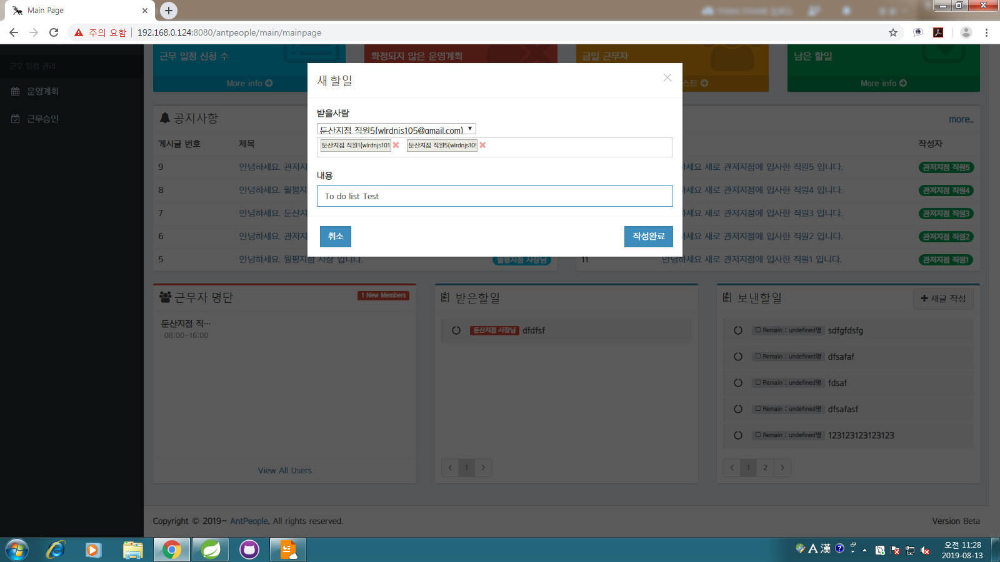 Main Page
주의 요함 192.168.0.124:8080/antpeople/main/mainpage
근무 일정 신청 수
확정되지 않은 운영계획
금일 근무자
남은 할일
More info
스트
More info
근무 일정 관리
운영계획
근무승인
새 할일
×
받을사람
둔산지점 직원5(wlrdnjs105@gmail.com)
둔산지점 직원1(wlrdnjs101
둔산지점 직원5(wlrdnjs105
내용
To do list Test
취소
작성완료
공지사항
more..
게시글 번호 제목
작성자
9 안녕하세요. 관저지
하세요 새로 관저지점에 입사한 직원5 입니다. 관저지점 직원5
8 안녕하세요. 월평지
하세요 새로 관저지점에 입사한 직원4 입니다. 관저지점 직원4
7 안녕하세요. 둔산지
하세요 새로 관저지점에 입사한 직원3 입니다. 관저지점 직원3
6 안녕하세요. 관저지
하세요 새로 관저지점에 입사한 직원2 입니다. 관저지점 직원2
5 안녕하세요. 월평지점 사장 입니다. 월평지점 사장님
11 안녕하세요 새로 관저지점에 입사한 직원1 입니다. 관저지점 직원1
근무자 명단
1 New Members
둔산지점 직…
08:00~16:00
View All Users
받은할일
둔산지점 사장님 dfdfsf
1
보낸할일
새글 작성
Remain : undefined명 sdfgfdsfg
Remain : undefined명 dfsafaf
Remain : undefined명 fdsaf
Remain : undefined명 dfsafasf
Remain : undefined명 123123123123123
1 2
Copyright © 2019~ AntPeople. All rights reserved.
Version Beta
A 漢
오전 11:28
2019-08-13